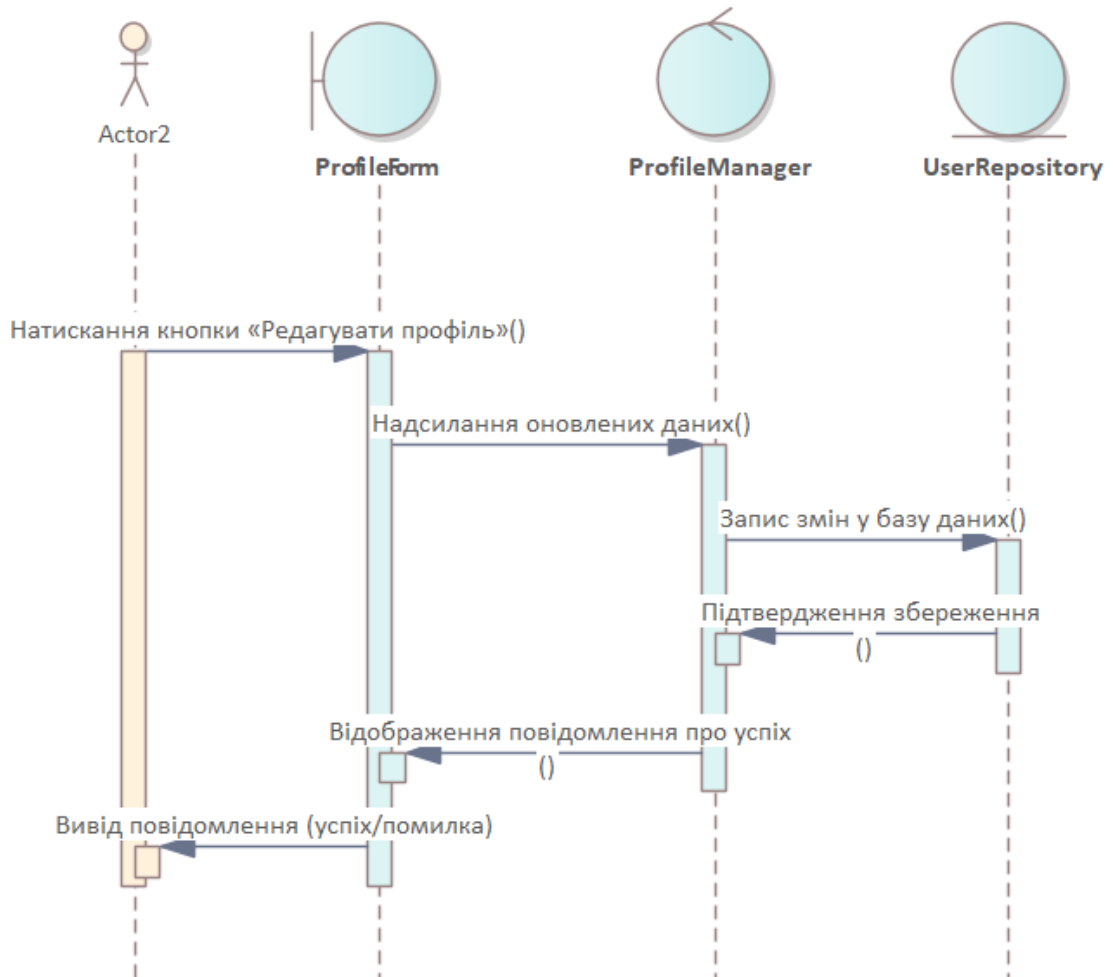 Actor2
ProfileForm
ProfileManager
UserRepository
Натискання кнопки «Редагувати профіль»()
Надсилання оновлених даних()
Запис змін у базу даних()
Підтвердження збереження
()
Відображення повідомлення про успіх
()
Вивід повідомлення (успіх/помилка)